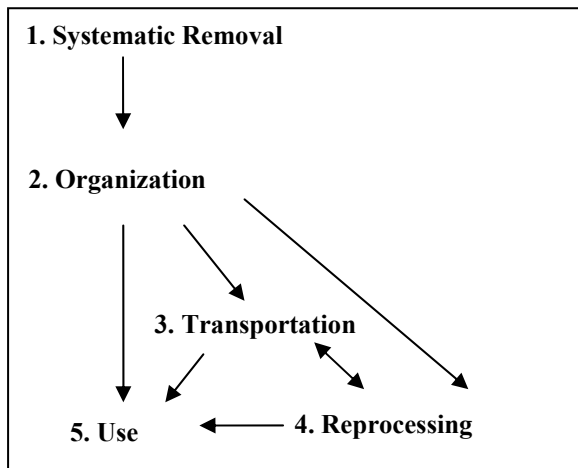 1. Systematic Removal
2. Organization
3. Transportation
5. Use
4. Reprocessing